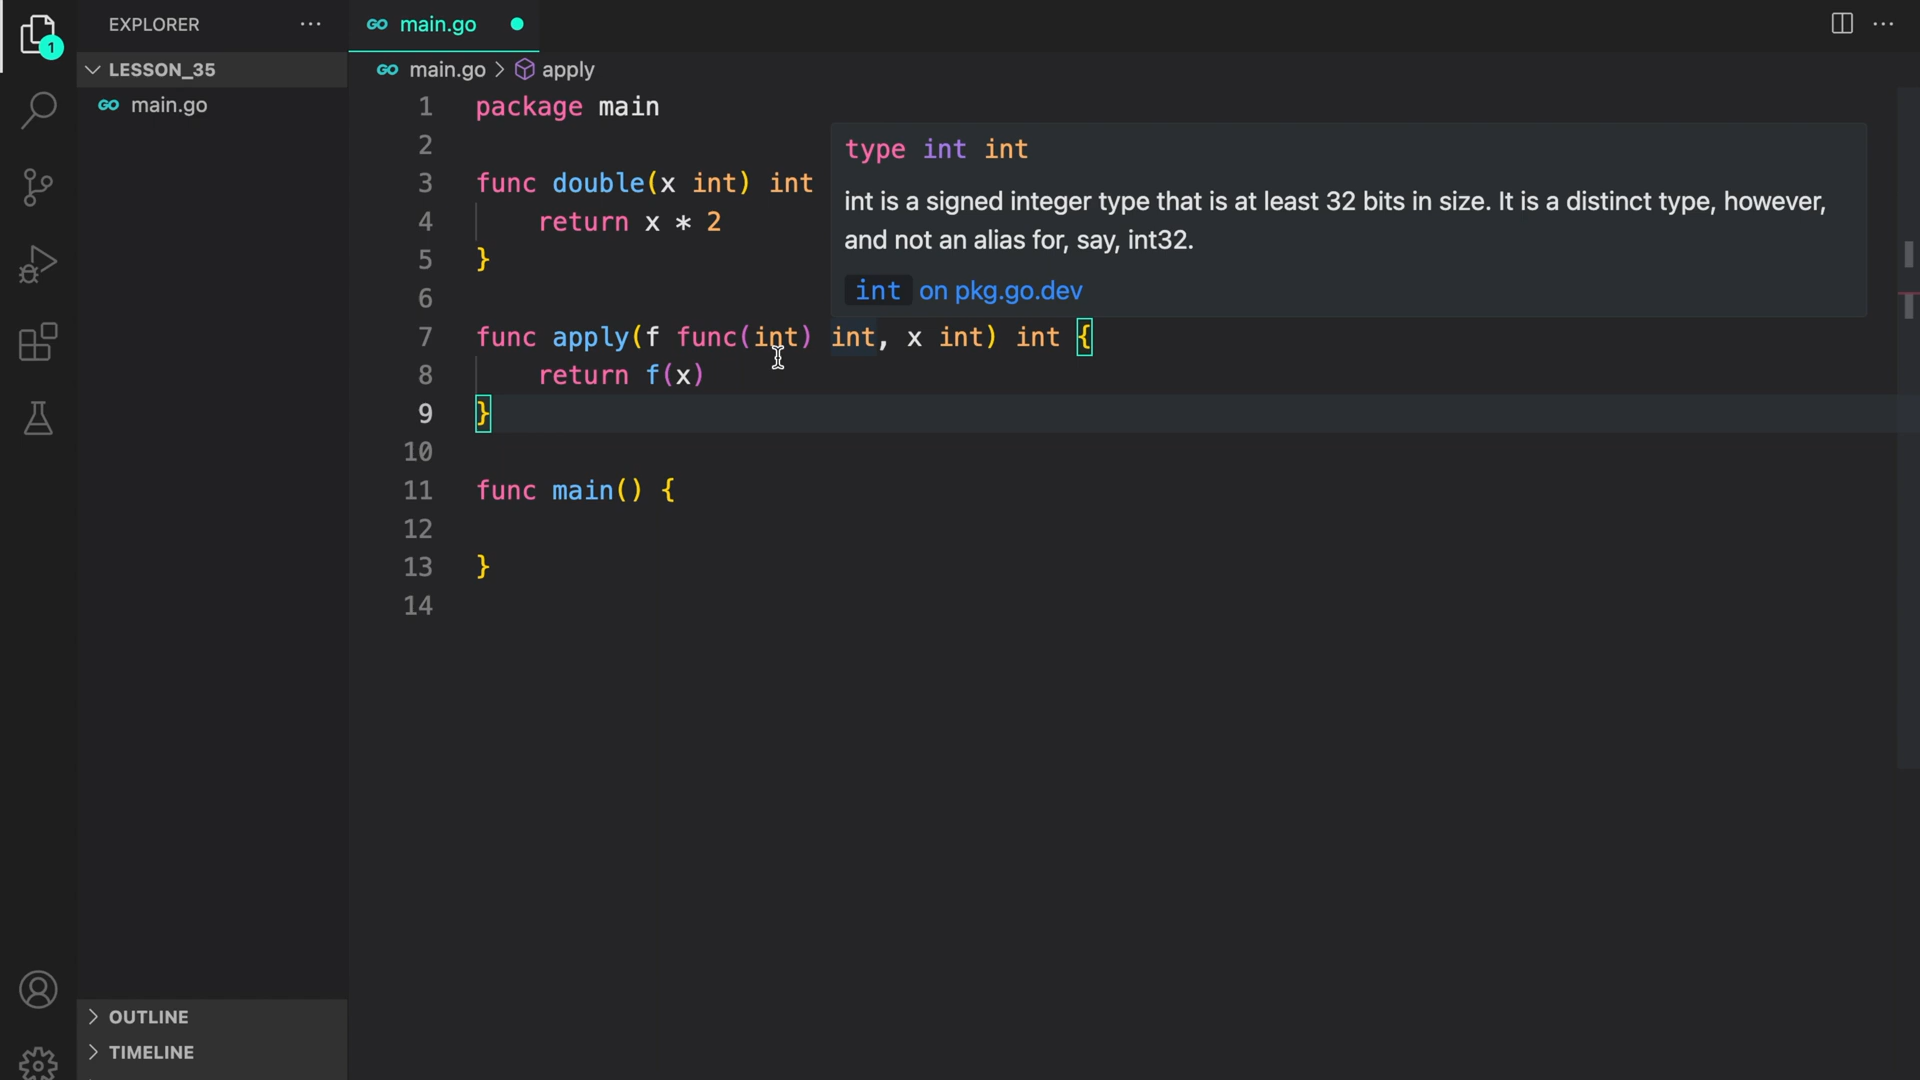 EXPLORER
LESSON_35
GO main.go
OUTLINE
TIMELINE
1
GO main.go
GO main.go > apply
1 package main
2
3 func double(x int) int
4 return x * 2
5 }
6
7 func apply(f func(int) int, x int) int {
8 return f(x)
9 }
10
11 func main() {
12
13 }
14
type int int
int is a signed integer type that is at least 32 bits in size. It is a distinct type, however,
and not an alias for, say, int32.
int on pkg.go.dev